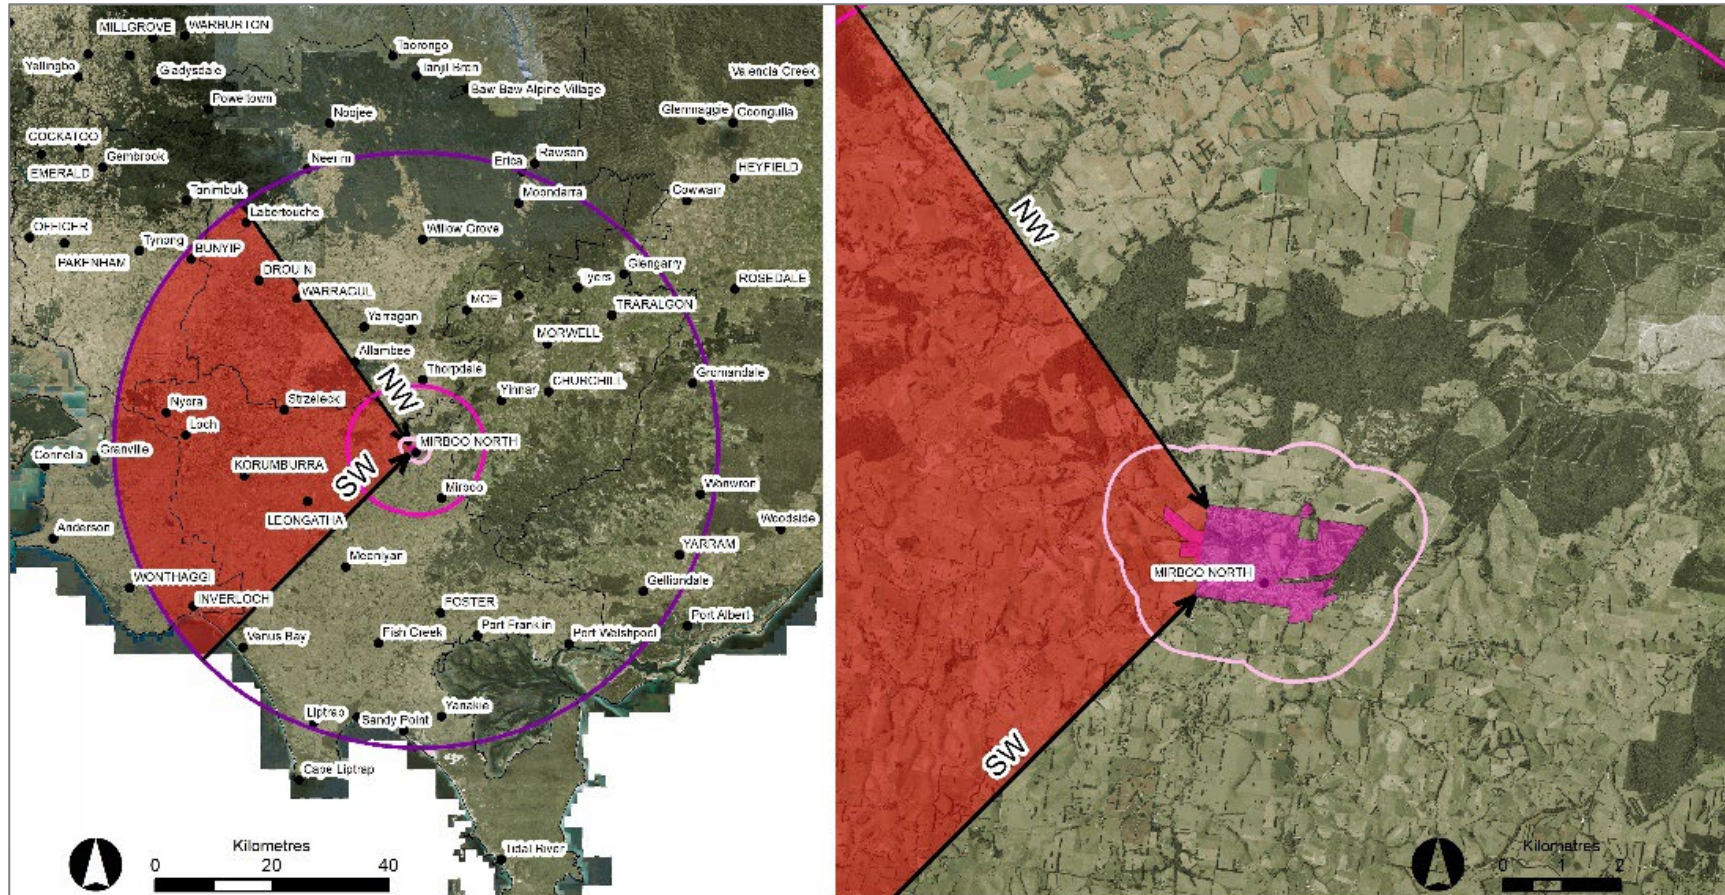 MILLGROVE
WARBURTON
Yellingbo
Gladysdale
Powelltown
Toorongo
Tanjil Bren
Baw Baw Alpine Village
Valencia Creek
Noojee
Glenmaggie
Coongulla
COCKATOO
Gembrook
EMERALD
Neerim
Erica
Rawson
HEYFIELD
Tonimbuk
Moondarra
Cowwarr
Labertouche
OFFICER
Tynong
BUNYIP
Willow Grove
PAKENHAM
DROUIN
Glengarry
WARRAGUL
MOE
Tyers
ROSEDALE
Yarragon
TRARALGON
MORWELL
Allambee
Thorpdale
Gormandale
NW
Yinnar
CHURCHILL
Nyora
Strzelecki
Loch
MIRBOO NORTH
Grantville
Connella
KORUMBURRA
SW
Mirboo
Wonwron
LEONGATHA
Anderson
Woodside
Meeniyan
YARRAM
WONTHAGGI
INVERLOCH
Gelliondale
FOSTER
Venus Bay
Fish Creek
Port Franklin
Port Welshpool
Port Albert
Liptrap
Sandy Point
Yanakie
Cape Liptrap
Tidal River
Kilometres
0 20 40
NW
MIRBOO NORTH
SW
Kilometres
0 1 2